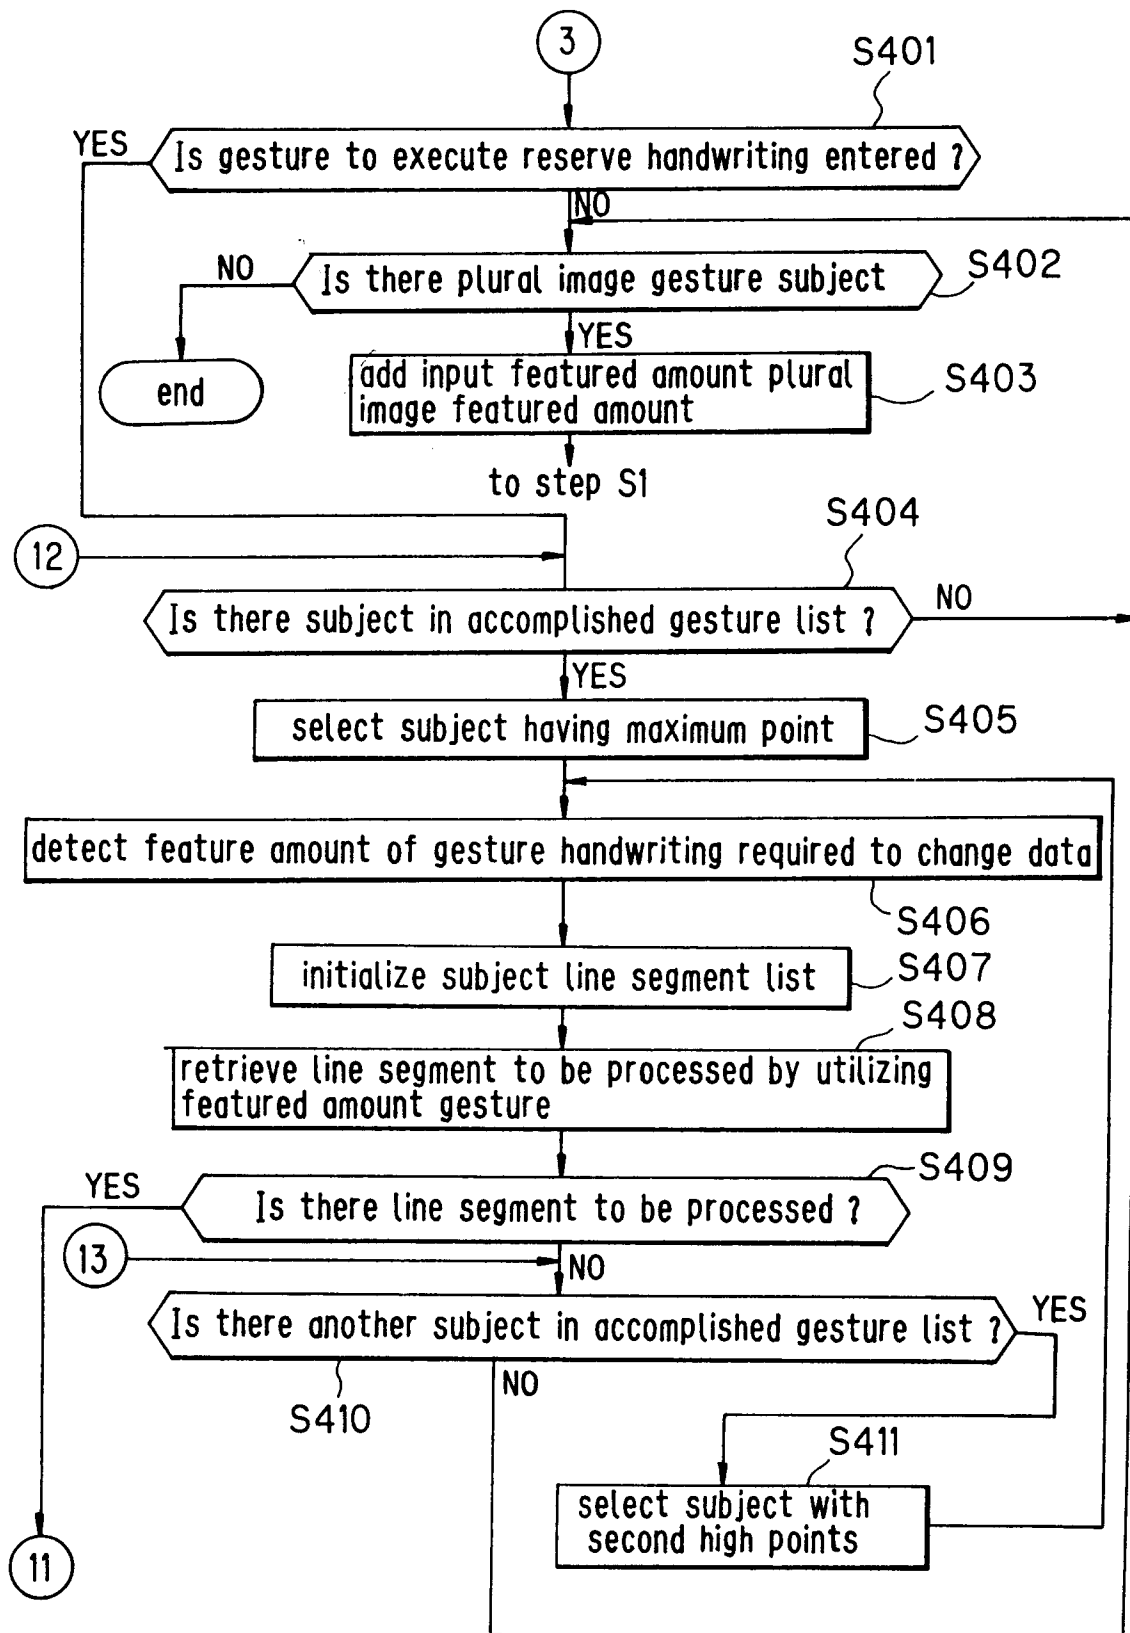 3
S401
YES
Is gesture to execute reserve handwriting entered ?
NO
NO
Is there plural image gesture subject
S402
YES
end
add input featured amount plural
image featured amount
S403
to step S1
12
S404
Is there subject in accomplished gesture list ?
NO
YES
select subject having maximum point
S405
detect feature amount of gesture handwriting required to change data
S406
initialize subject line segment list
S407
S408
retrieve line segment to be processed by utilizing
featured amount gesture
S409
YES
Is there line segment to be processed ?
13
NO
Is there another subject in accomplished gesture list ?
YES
NO
S410
S411
select subject with
second high points
11